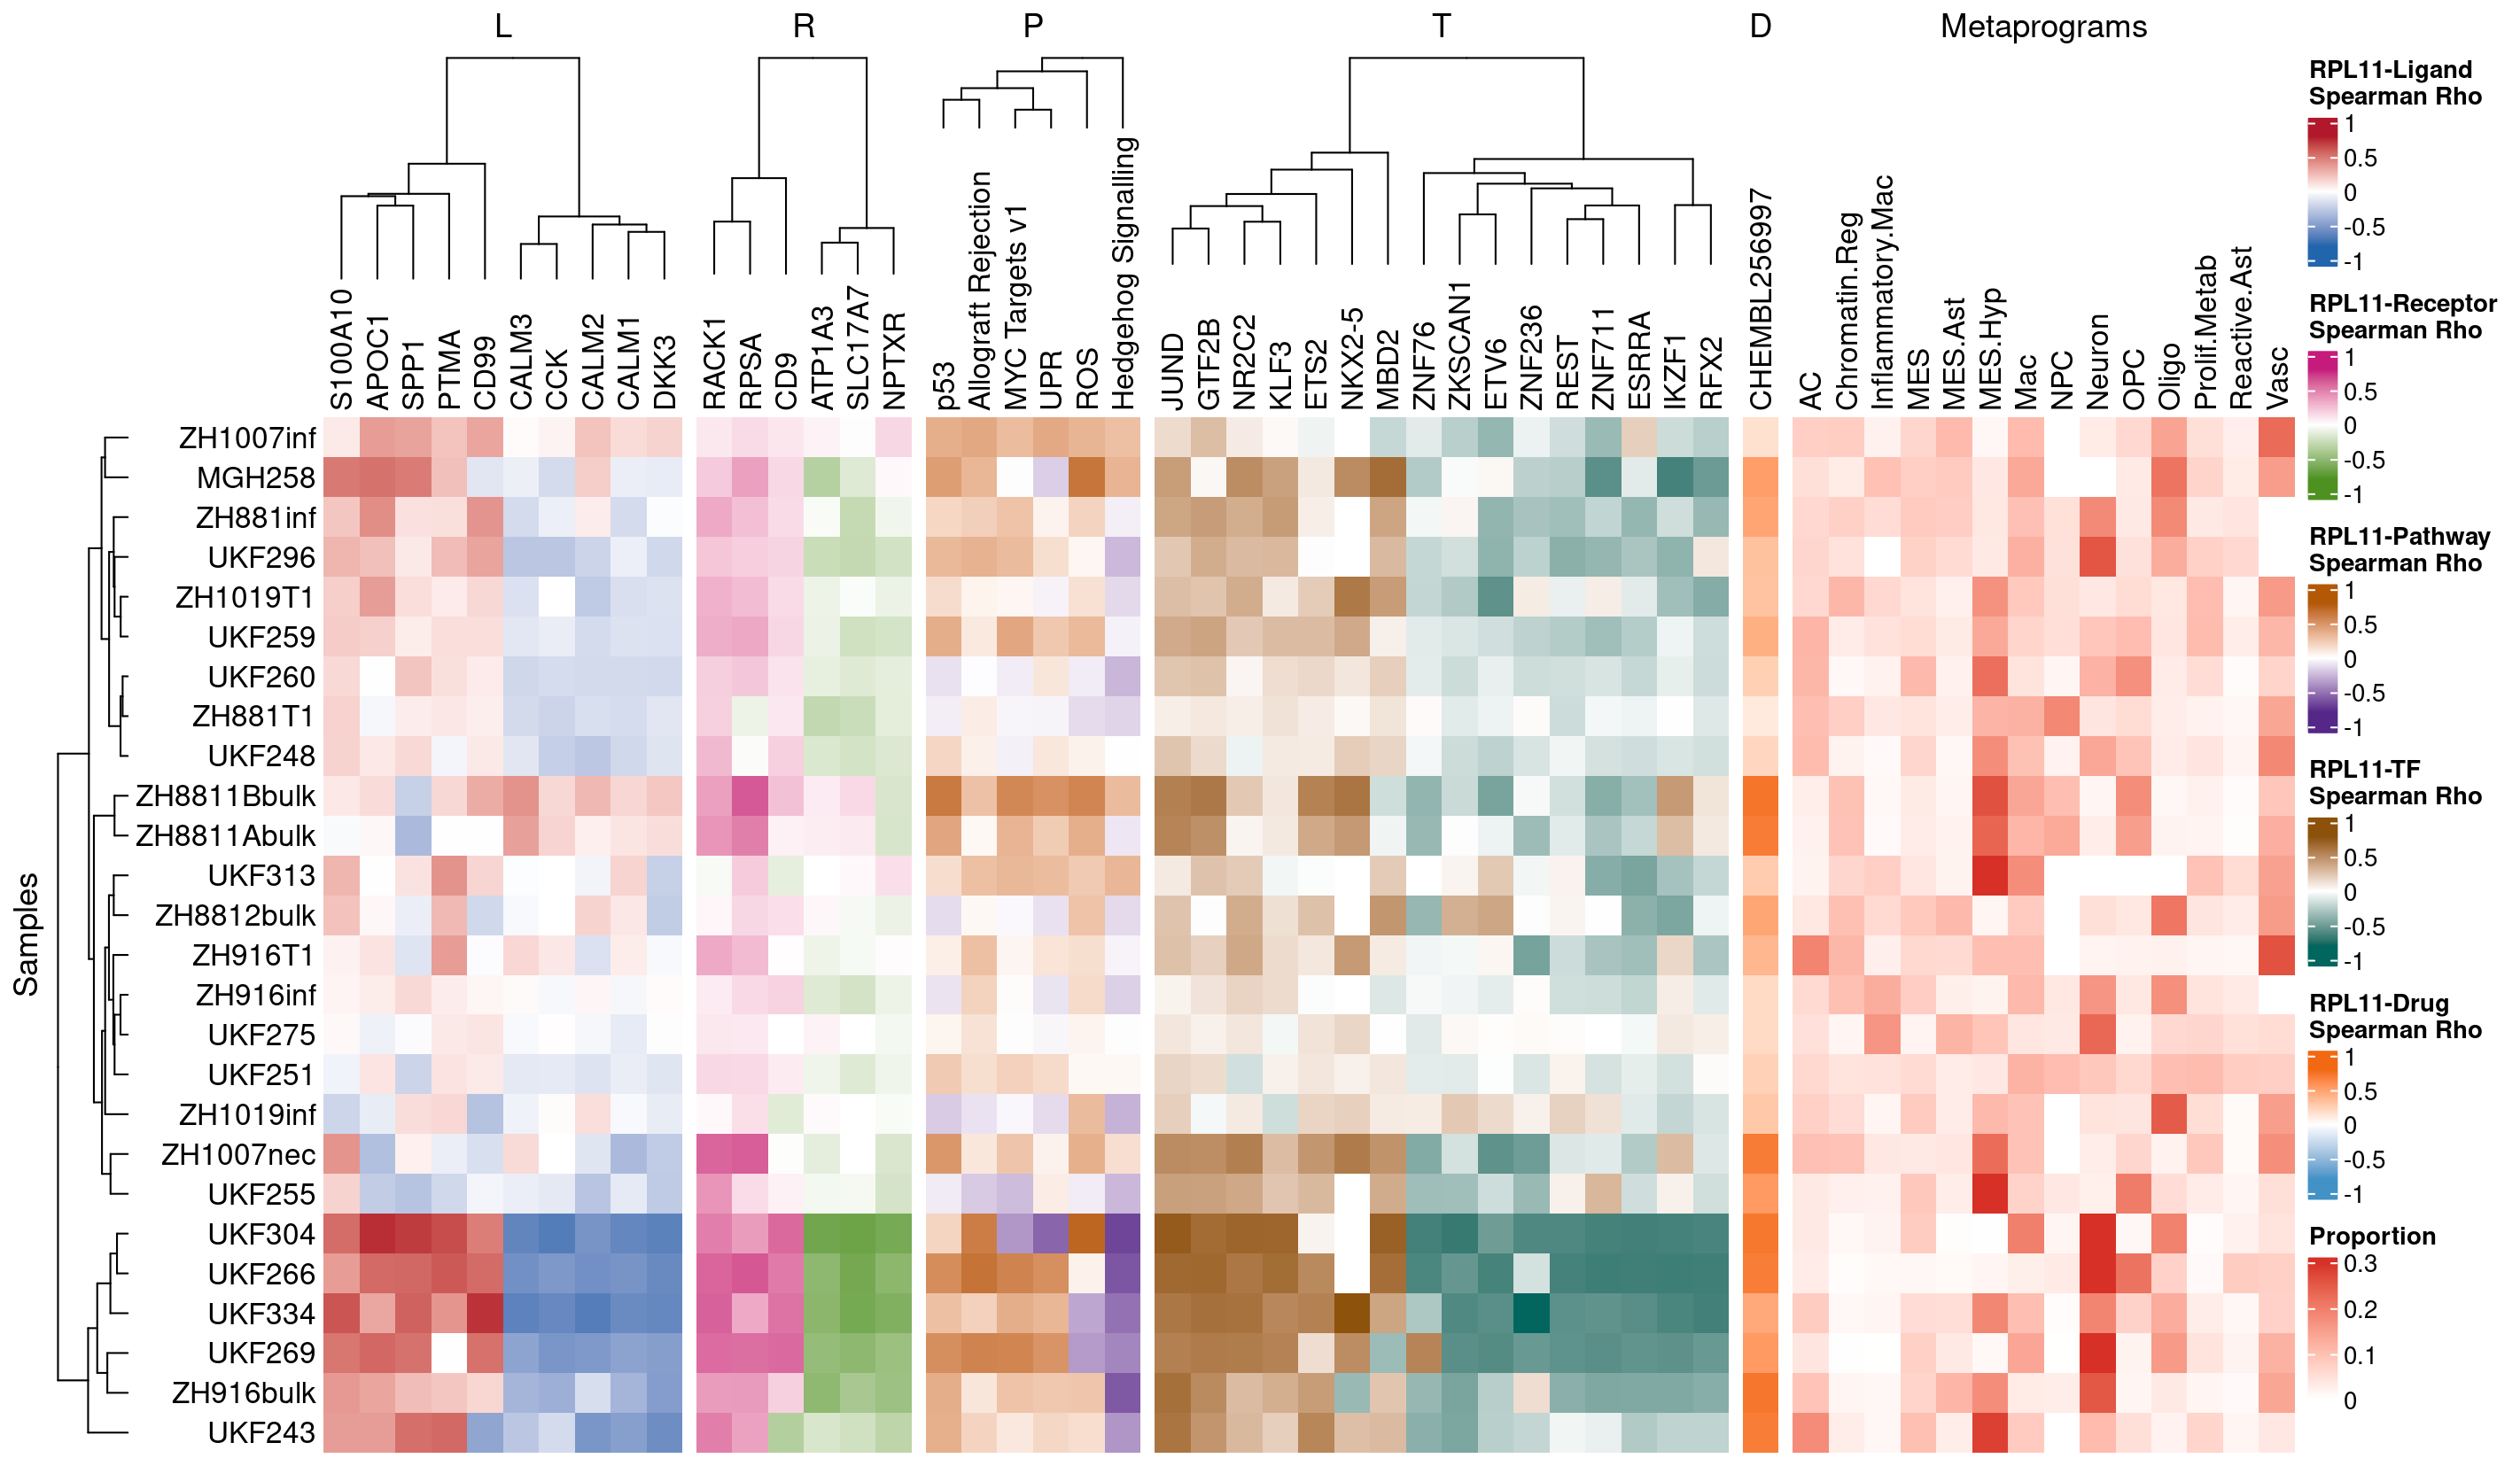 L
R
P
T
D
Metaprograms
S100A10
APOC1
SPP1
PTMA
CD99
CALM3
CCK
CALM2
CALM1
DKK3
RACK1
RPSA
CD9
ATP1A3
SLC17A7
NPTXR
p53
Allograft Rejection
MYC Targets v1
UPR
ROS
Hedgehog Signalling
JUND
GTF2B
NR2C2
KLF3
ETS2
NKX2-5
MBD2
ZNF76
ZKSCAN1
ETV6
ZNF236
REST
ZNF711
ESRRA
IKZF1
RFX2
CHEMBL256997
AC
Chromatin.Reg
Inflammatory.Mac
MES
MES.Ast
MES.Hyp
Mac
NPC
Neuron
OPC
Oligo
Prolif.Metab
Reactive.Ast
Vasc
Samples
ZH1007inf
MGH258
ZH881inf
UKF296
ZH1019T1
UKF259
UKF260
ZH881T1
UKF248
ZH8811Bbulk
ZH8811Abulk
UKF313
ZH8812bulk
ZH916T1
ZH916inf
UKF275
UKF251
ZH1019inf
ZH1007nec
UKF255
UKF304
UKF266
UKF334
UKF269
ZH916bulk
UKF243
RPL11-Ligand
Spearman Rho
1
0.5
0
-0.5
-1
RPL11-Receptor
Spearman Rho
1
0.5
0
-0.5
-1
RPL11-Pathway
Spearman Rho
1
0.5
0
-0.5
-1
RPL11-TF
Spearman Rho
1
0.5
0
-0.5
-1
RPL11-Drug
Spearman Rho
1
0.5
0
-0.5
-1
Proportion
0.3
0.2
0.1
0